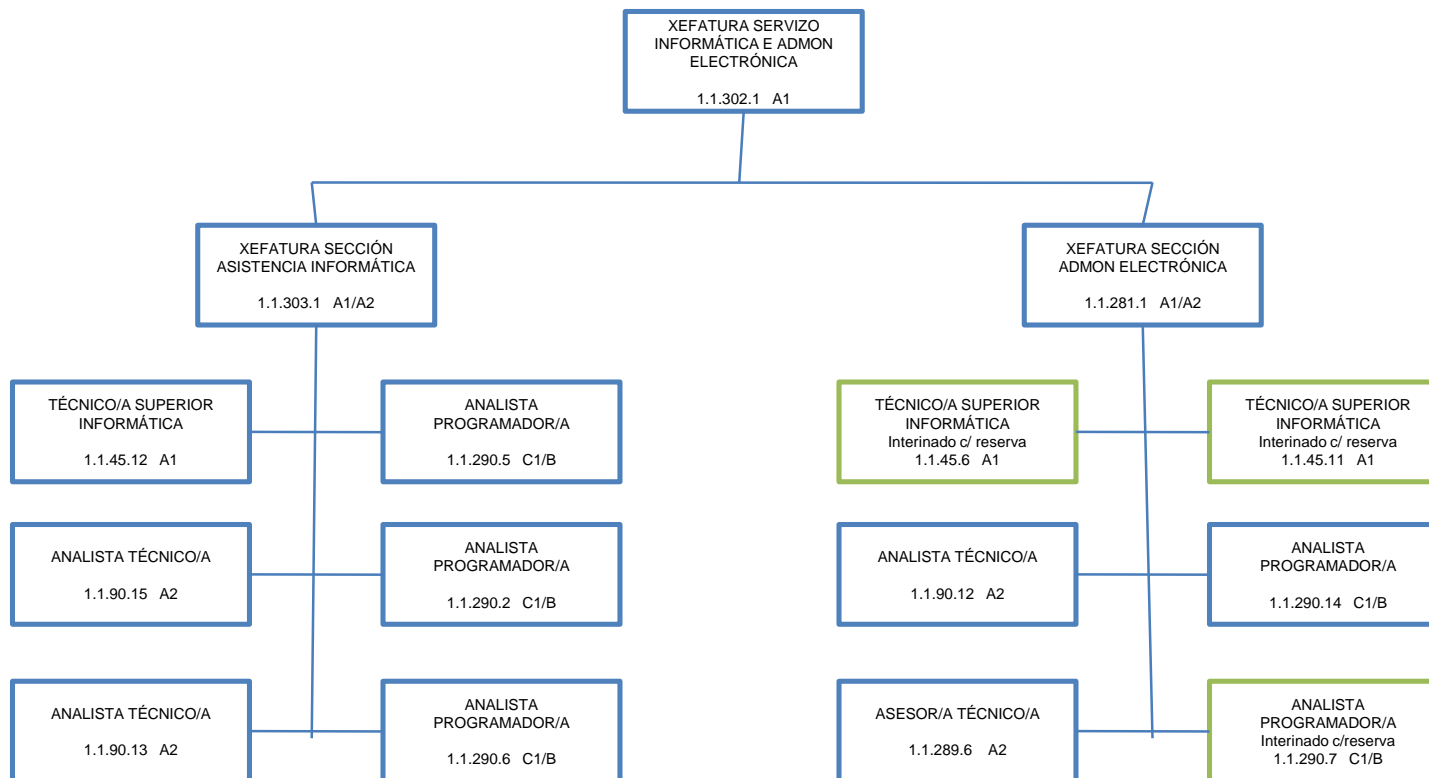 XEFATURA SERVIZO
INFORMÁTICA E ADMON
ELECTRÓNICA
1.1.302.1 A1
XEFATURA SECCIÓN
ASISTENCIA INFORMÁTICA
1.1.303.1 A1/A2
XEFATURA SECCIÓN
ADMON ELECTRÓNICA
1.1.281.1 A1/A2
TÉCNICO/A SUPERIOR
INFORMÁTICA
1.1.45.12 A1
ANALISTA
PROGRAMADOR/A
1.1.290.5 C1/B
TÉCNICO/A SUPERIOR
INFORMÁTICA
Interinado c/ reserva
1.1.45.6 A1
TÉCNICO/A SUPERIOR
INFORMÁTICA
Interinado c/ reserva
1.1.45.11 A1
ANALISTA TÉCNICO/A
1.1.90.15 A2
ANALISTA
PROGRAMADOR/A
1.1.290.2 C1/B
ANALISTA TÉCNICO/A
1.1.90.12 A2
ANALISTA
PROGRAMADOR/A
1.1.290.14 C1/B
ANALISTA TÉCNICO/A
1.1.90.13 A2
ANALISTA
PROGRAMADOR/A
1.1.290.6 C1/B
ASESOR/A TÉCNICO/A
1.1.289.6 A2
ANALISTA
PROGRAMADOR/A
Interinado c/reserva
1.1.290.7 C1/B